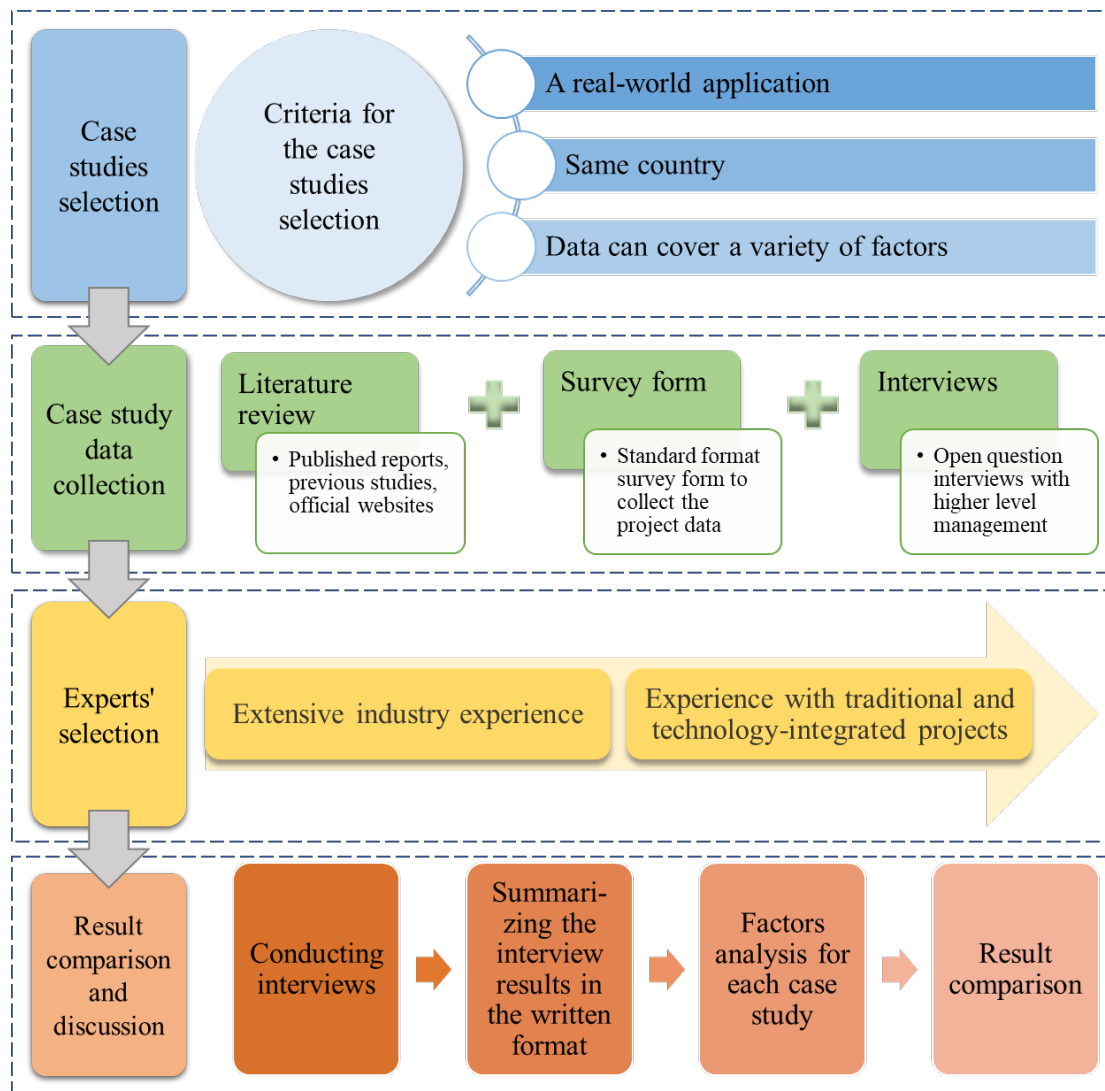 Case
studies
selection
Criteria for
the case
studies
selection
A real-world application
Same country
Data can cover a variety of factors
Case study
data
collection
Literature
review
• Published reports,
previous studies,
official websites
Survey form
• Standard format
survey form to
collect the
project data
Interviews
• Open question
interviews with
higher level
management
Experts'
selection
Extensive industry experience
Experience with traditional and
technology-integrated projects
Result
comparison
and
discussion
Conducting
interviews
Summari-
zing the
interview
results in
the written
format
Factors
analysis for
each case
study
Result
comparison